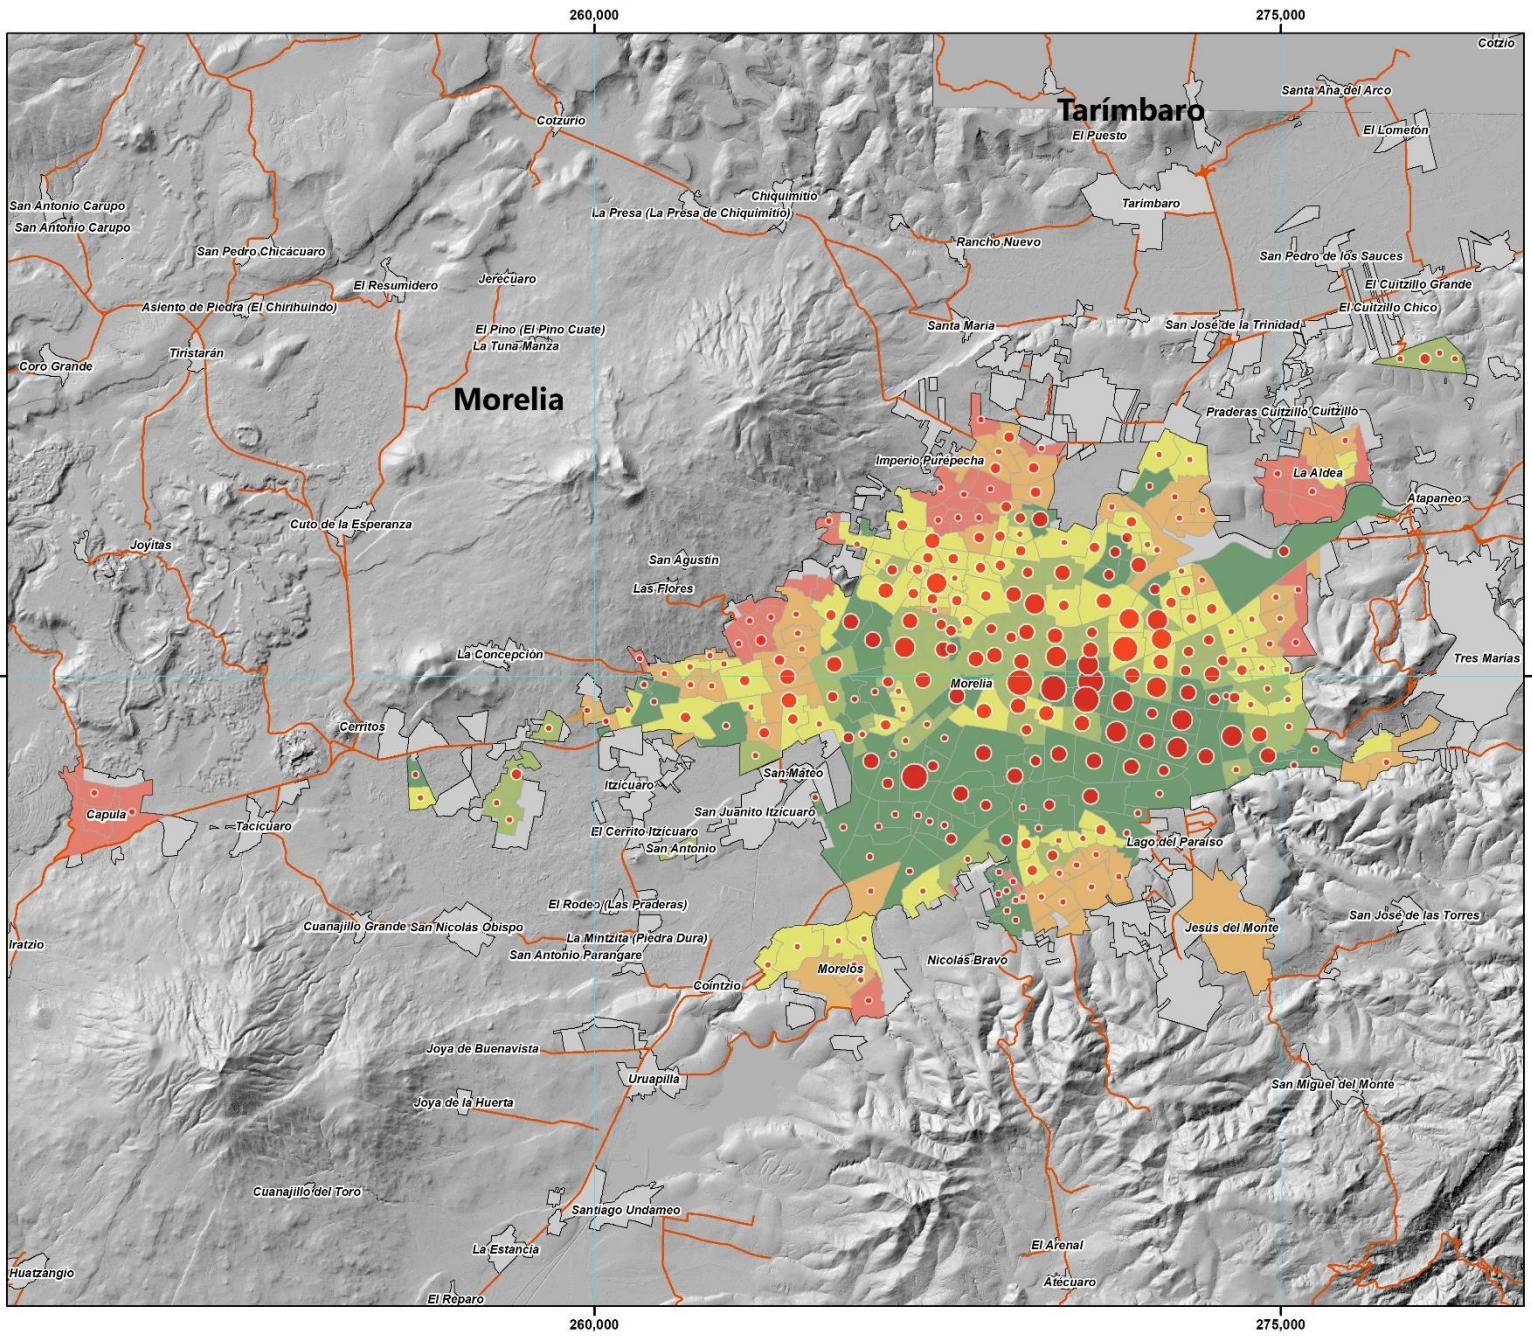 260,000
275,000
Cotzio
Santa Ana del Arco
Tarímbaro
Cotzurio
El Lometón
El Puesto
Chiquimitío
San Antonio Carupo
Tarímbaro
La Presa (La Presa de Chiquimitío)
San Antonio Carupo
Rancho Nuevo
San Pedro Chicácuaro
San Pedro de los Sauces
Jerécuaro
El Resumidero
El Cuitzillo Grande
Asiento de Piedra (El Chirihuindo)
El Cuitzillo Chico
El Pino (El Pino Cuate)
Santa María
San José de la Trinidad
La Tuna Manza
Tiristarán
Coro Grande
Morelia
Praderas Cuitzillo Cuitzillo
Imperio Purépecha
La Aldea
Atapaneo
Cuto de la Esperanza
Joyitas
San Agustín
Las Flores
La Concepción
Tres Marías
Morelia
Cerritos
San Mateo
Itzícuaro
Capula
San Juanito Itzícuaro
Tacícuaro
El Cerrito Itzícuaro
Lago del Paraíso
San Antonio
El Rodeo (Las Praderas)
San José de las Torres
Cuanajillo Grande
San Nicolás Obispo
Jesús del Monte
La Mintzita (Piedra Dura)
Iratzio
San Antonio Parangare
Nicolás Bravo
Morelos
Cointzio
Joya de Buenavista
Uruapilla
San Miguel del Monte
Joya de la Huerta
Cuanajillo del Toro
Santiago Undameo
La Estancia
El Arenal
Huatzangio
Atécuaro
El Reparo
260,000
275,000